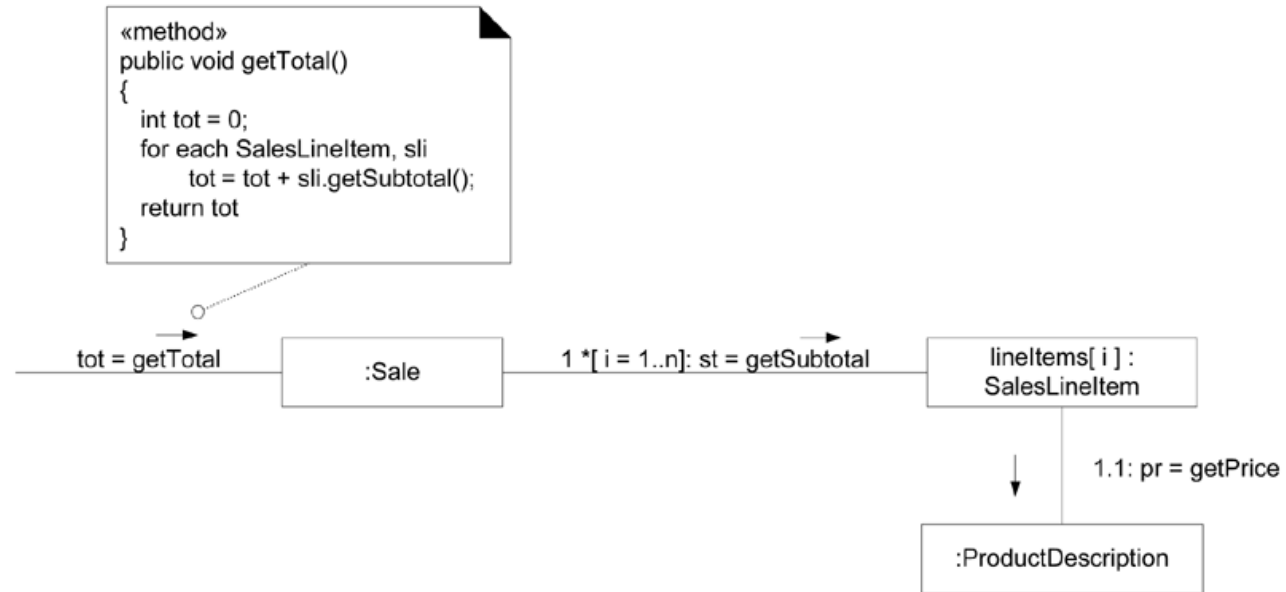 «method»
public void getTotal()
{
int tot = 0;
for each SalesLineItem, sli
tot = tot + sli.getSubtotal();
return tot
}
tot = getTotal
:Sale
1 *[ i = 1..n]: st = getSubtotal
lineItems[ i ] :
SalesLineItem
1.1: pr = getPrice
:ProductDescription